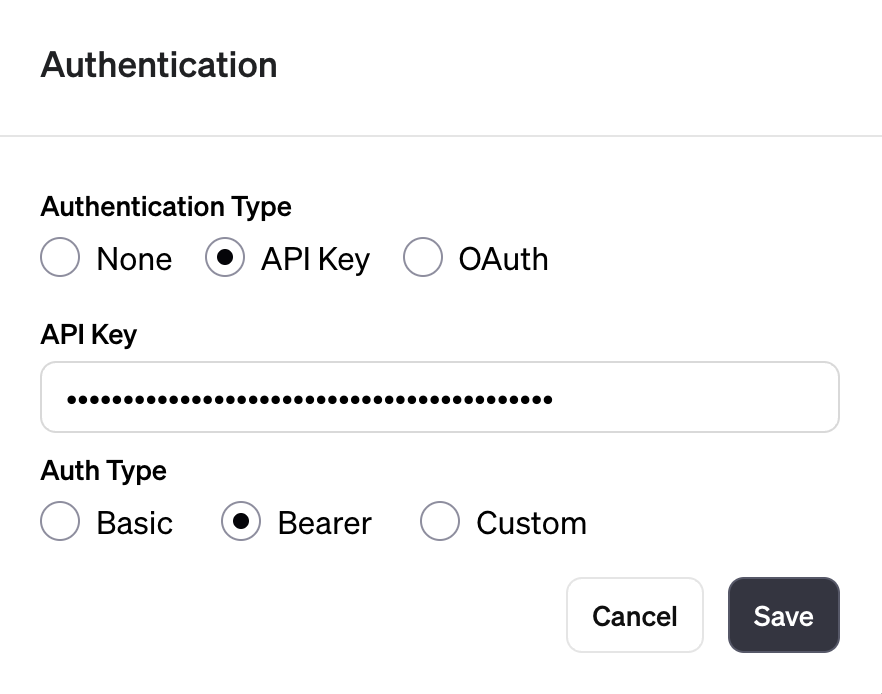 Authentication
Authentication Type
None API Key OAuth
API Key
•••••••••••••••••••••••••••••••••••••••••••
Auth Type
Basic Bearer Custom
Cancel Save